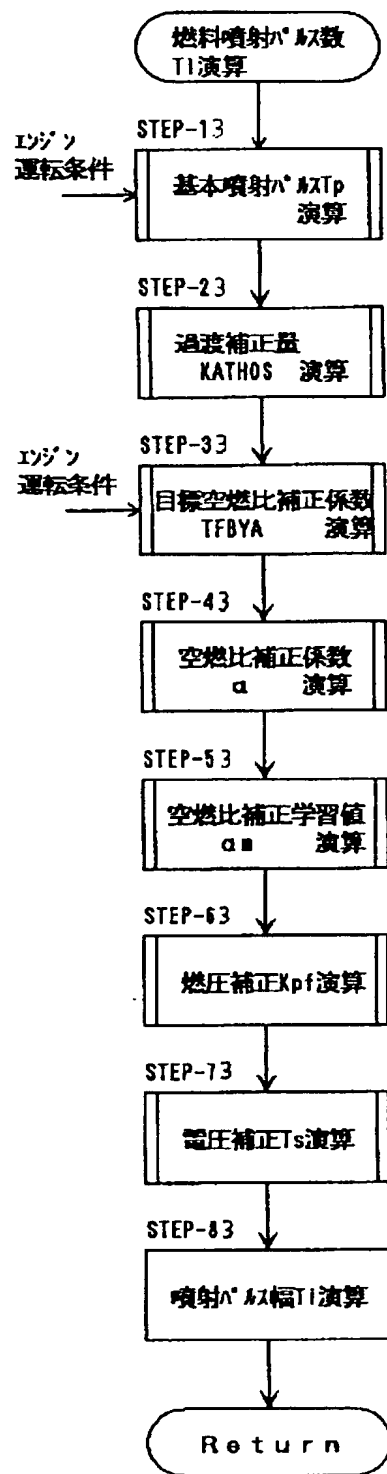 燃料噴射ﾊﾟﾙｽ数
TI演算
STEP-13
ｴﾝｼﾞﾝ
運転条件
基本噴射ﾊﾟﾙｽTp
演算
STEP-23
過渡補正量
KATHOS 演算
STEP-33
ｴﾝｼﾞﾝ
運転条件
目標空燃比補正係数
TFBYA 演算
STEP-43
空燃比補正係数
α 演算
STEP-53
空燃比補正学習値
αm 演算
STEP-63
燃圧補正Kpf演算
STEP-73
電圧補正Ts演算
STEP-83
噴射ﾊﾟﾙｽ幅TI演算
Return